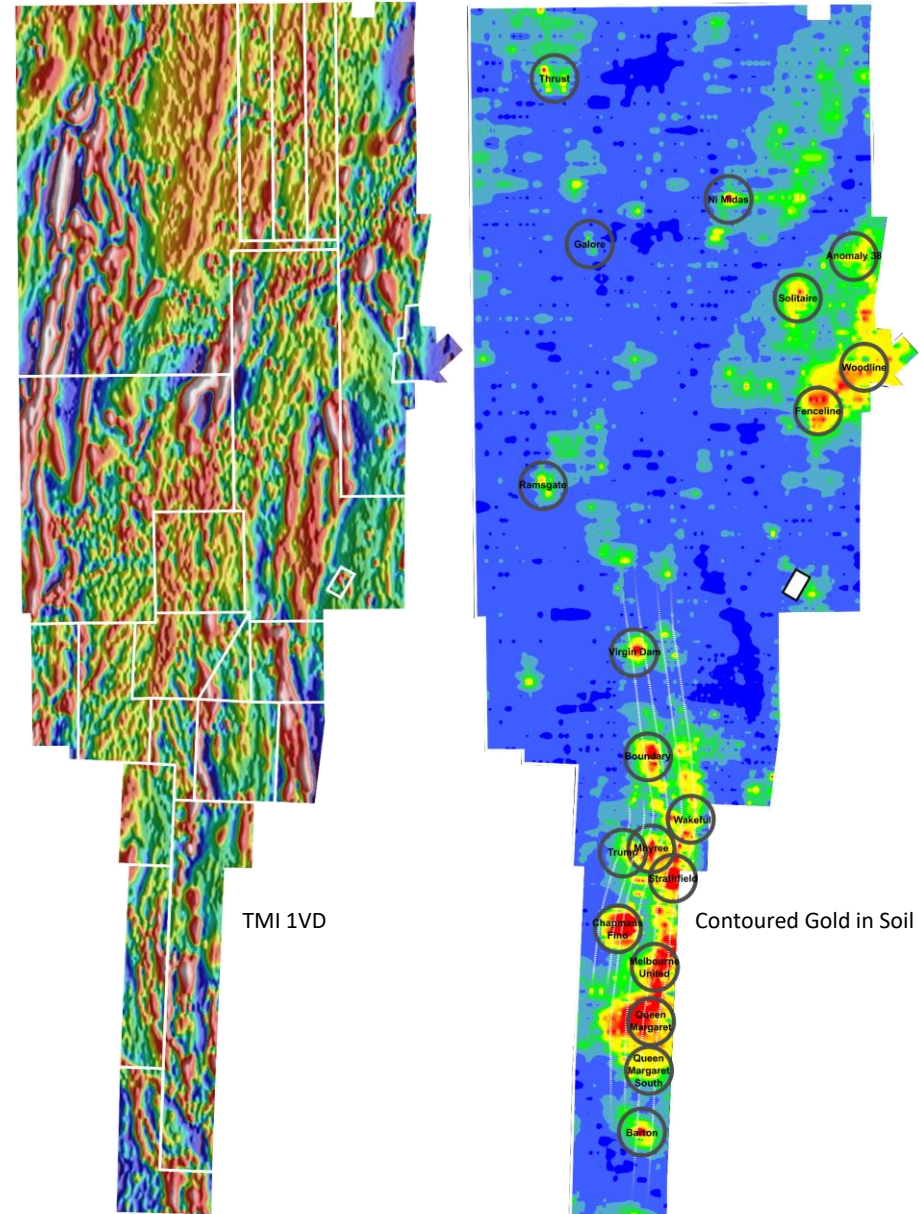 Thrust
Ni Midas
Galore
Anomaly 38
Solitaire
Woodline
Fenceline
Ramsgate
Virgin Dam
Boundary
Wakeful
Trump
Mhyree
Strathfield
TMI 1VD
Contoured Gold in Soil
Chapmans
Find
Melbourne
United
Queen
Margaret
Queen
Margaret
South
Barton